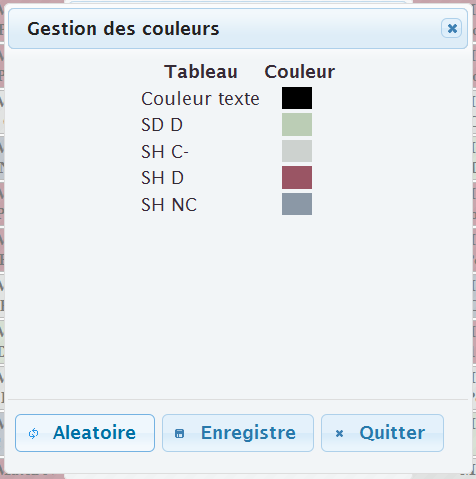 Gestion des couleurs
Tableau Couleur
Couleur texte
SD D
SH C-
SH D
SH NC
Aleatoire Enregistre Quitter